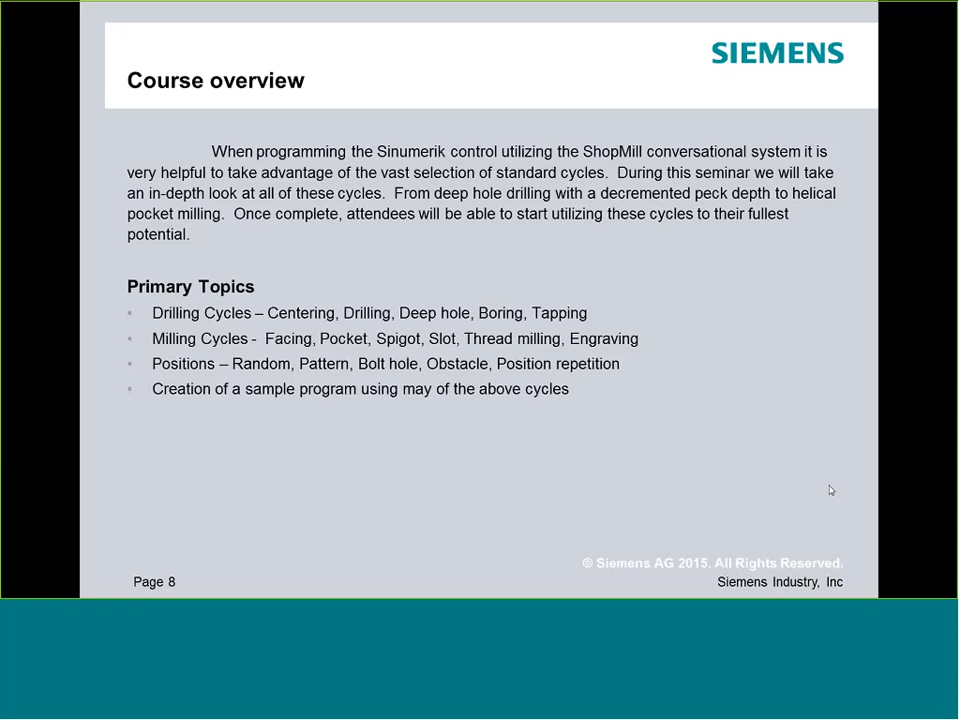 SIEMENS
Course overview
When programming the Sinumerik control utilizing the ShopMill conversational system it is
very helpful to take advantage of the vast selection of standard cycles.  During this seminar we will take
an in-depth look at all of these cycles.  From deep hole drilling with a decremented peck depth to helical
pocket milling.  Once complete, attendees will be able to start utilizing these cycles to their fullest
potential.
Primary Topics
• Drilling Cycles – Centering, Drilling, Deep hole, Boring, Tapping
• Milling Cycles -  Facing, Pocket, Spigot, Slot, Thread milling, Engraving
• Positions – Random, Pattern, Bolt hole, Obstacle, Position repetition
• Creation of a sample program using may of the above cycles
© Siemens AG 2015. All Rights Reserved.
Page 8
Siemens Industry, Inc